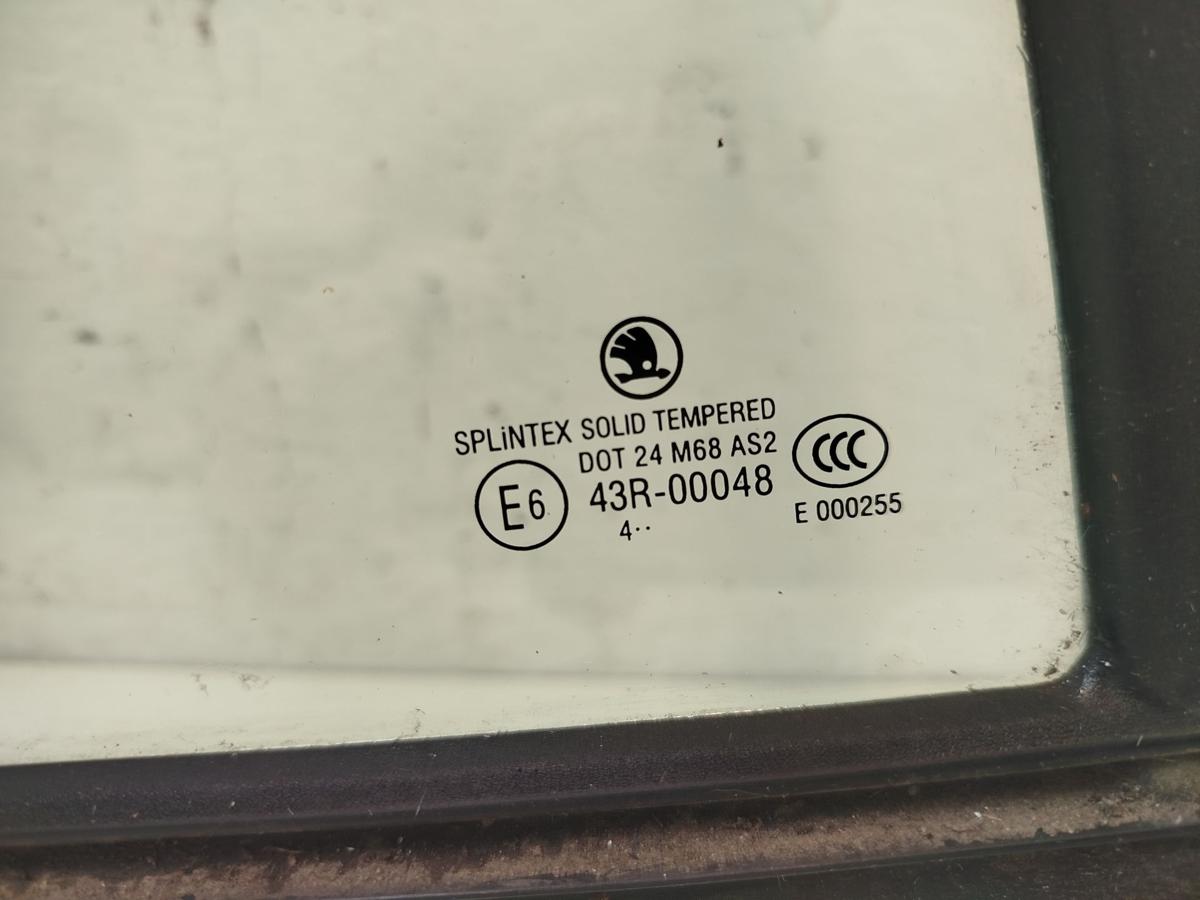 SPLiNTEX SOLID TEMPERED
DOT 24 M68 AS2
E6 43R-00048
4··
CCC
E 000255